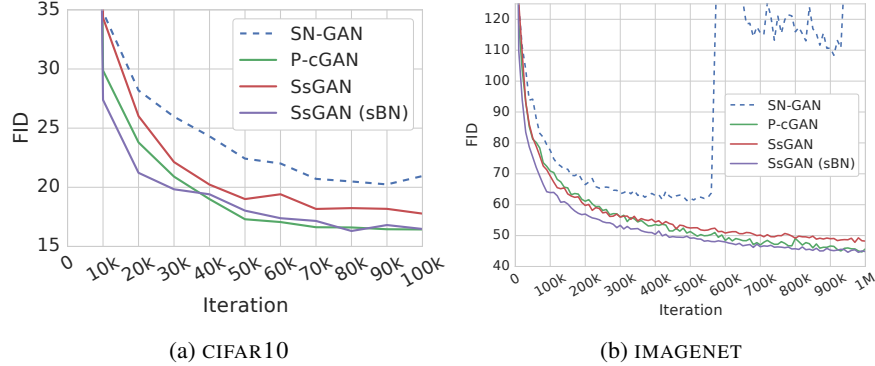 35
30
25
20
15
FID
SN-GAN
P-cGAN
SsGAN
SsGAN (sBN)
0
10k
20k
30k
40k
50k
60k
70k
80k
90k
100k
Iteration
(a) CIFAR10
120
110
100
90
80
70
60
50
40
FID
SN-GAN
P-cGAN
SsGAN
SsGAN (sBN)
0
100k
200k
300k
400k
500k
600k
700k
800k
900k
1M
Iteration
(b) IMAGENET